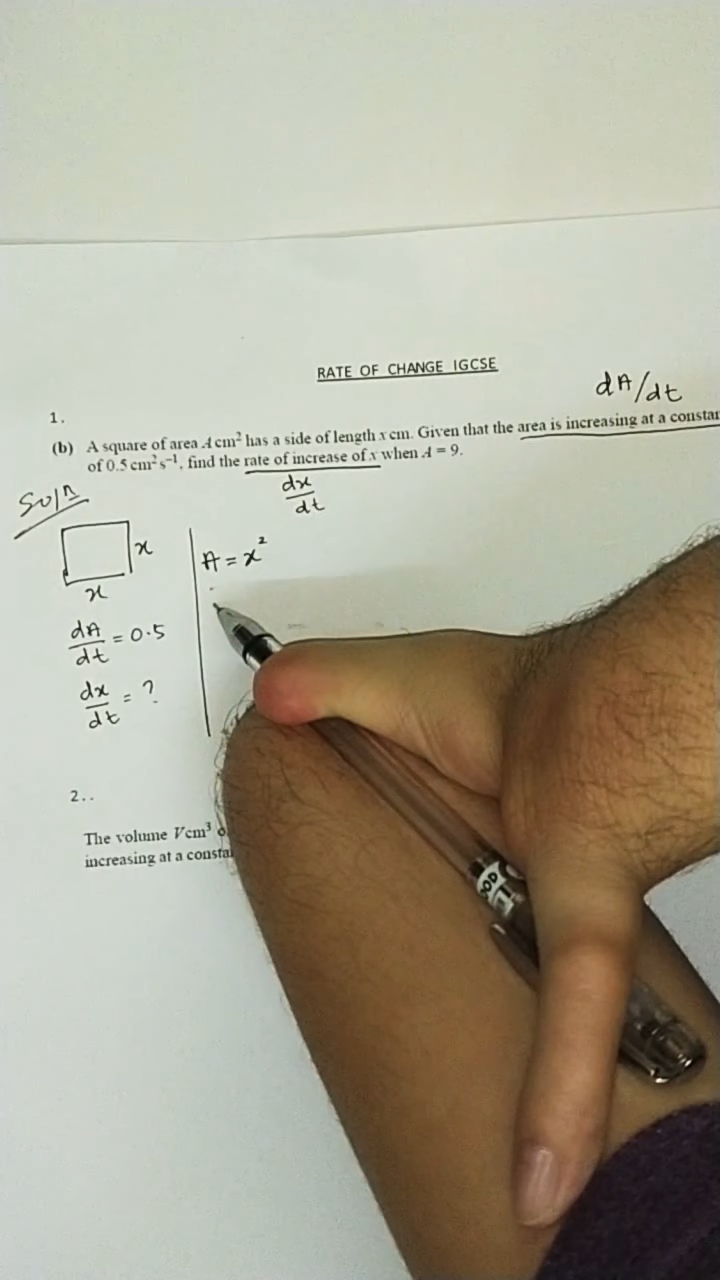 RATE OF CHANGE IGCSE
dA/dt
1.
(b) A square of area A cm² has a side of length x cm. Given that the area is increasing at a constan
of 0.5 cm² s⁻¹, find the rate of increase of x when A = 9.
dx/dt
Soln
x
x
A = x²
dA/dt = 0.5
dx/dt = ?
2..
The volume V cm³ o
increasing at a consta